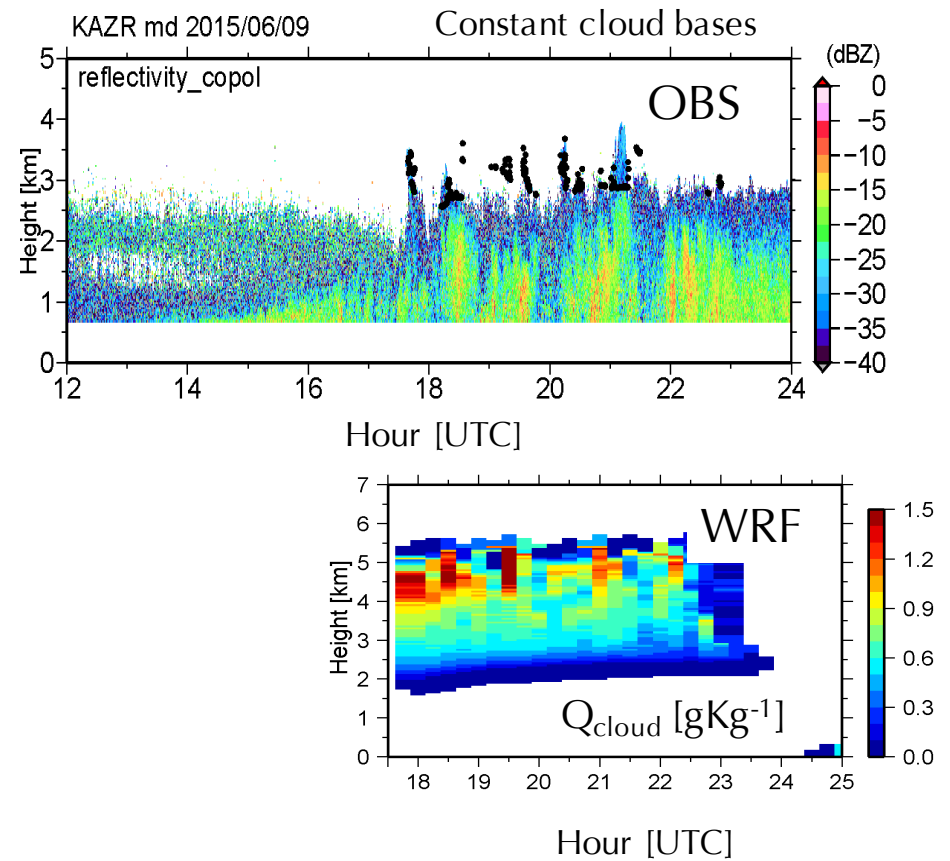 KAZR md 2015/06/09
Constant cloud bases
(dBZ)
reflectivity_copol
OBS
Height [km]
5
4
3
2
1
0
12 14 16 18 20 22 24
Hour [UTC]
0
−5
−10
−15
−20
−25
−30
−35
−40
WRF
Height [km]
7
6
5
4
3
2
1
0
Qcloud [gKg-1]
18 19 20 21 22 23 24 25
Hour [UTC]
1.5
1.2
0.9
0.6
0.3
0.0